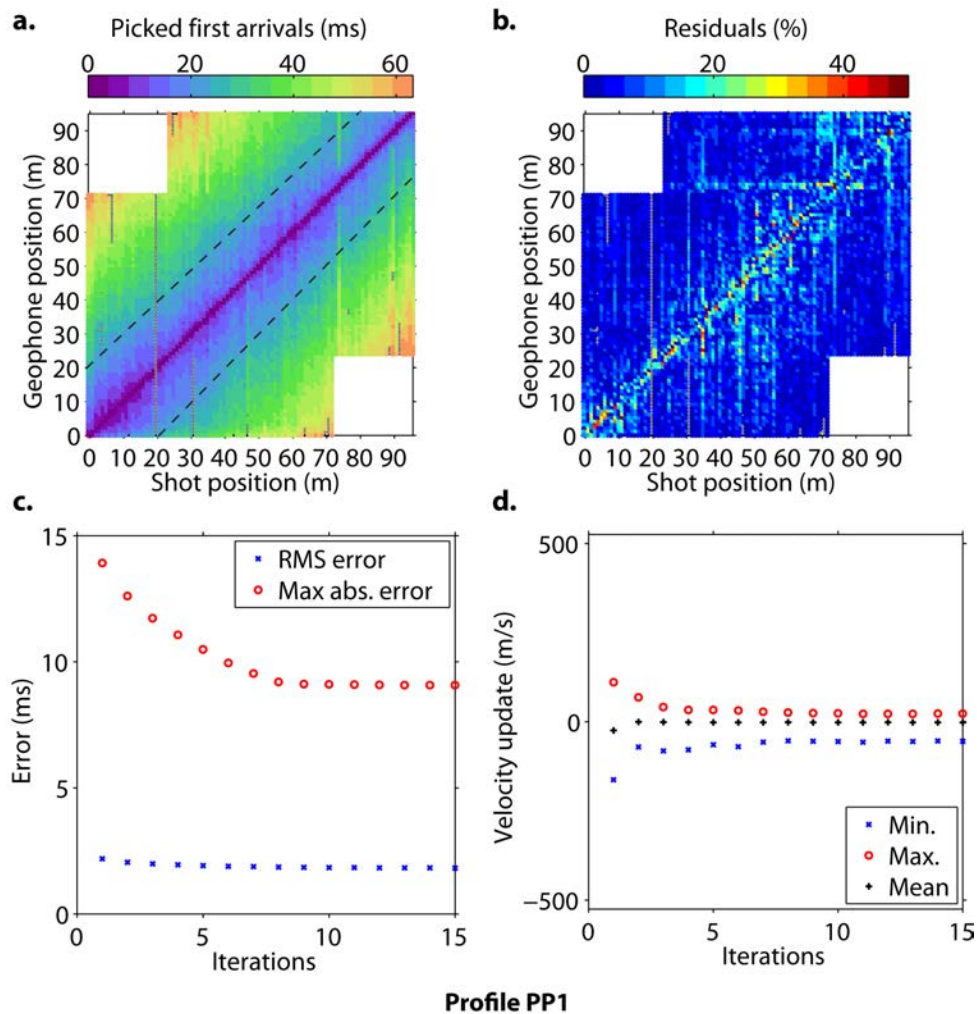 a.
Picked first arrivals (ms)
0 20 40 60
Geophone position (m)
90
80
70
60
50
40
30
20
10
0
0 10 20 30 40 50 60 70 80 90
Shot position (m)
b.
Residuals (%)
0 20 40
Geophone position (m)
90
80
70
60
50
40
30
20
10
0
0 10 20 30 40 50 60 70 80 90
Shot position (m)
c.
Error (ms)
15
10
5
0
RMS error
Max abs. error
0 5 10 15
Iterations
d.
Velocity update (m/s)
500
0
−500
Min.
Max.
Mean
0 5 10 15
Iterations
Profile PP1